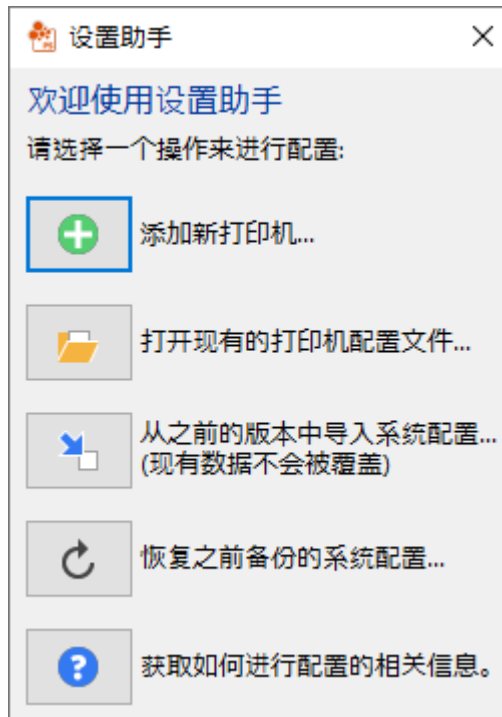 设置助手
欢迎使用设置助手
请选择一个操作来进行配置:
添加新打印机...
打开现有的打印机配置文件...
从之前的版本中导入系统配置...
(现有数据不会被覆盖)
恢复之前备份的系统配置...
获取如何进行配置的相关信息。